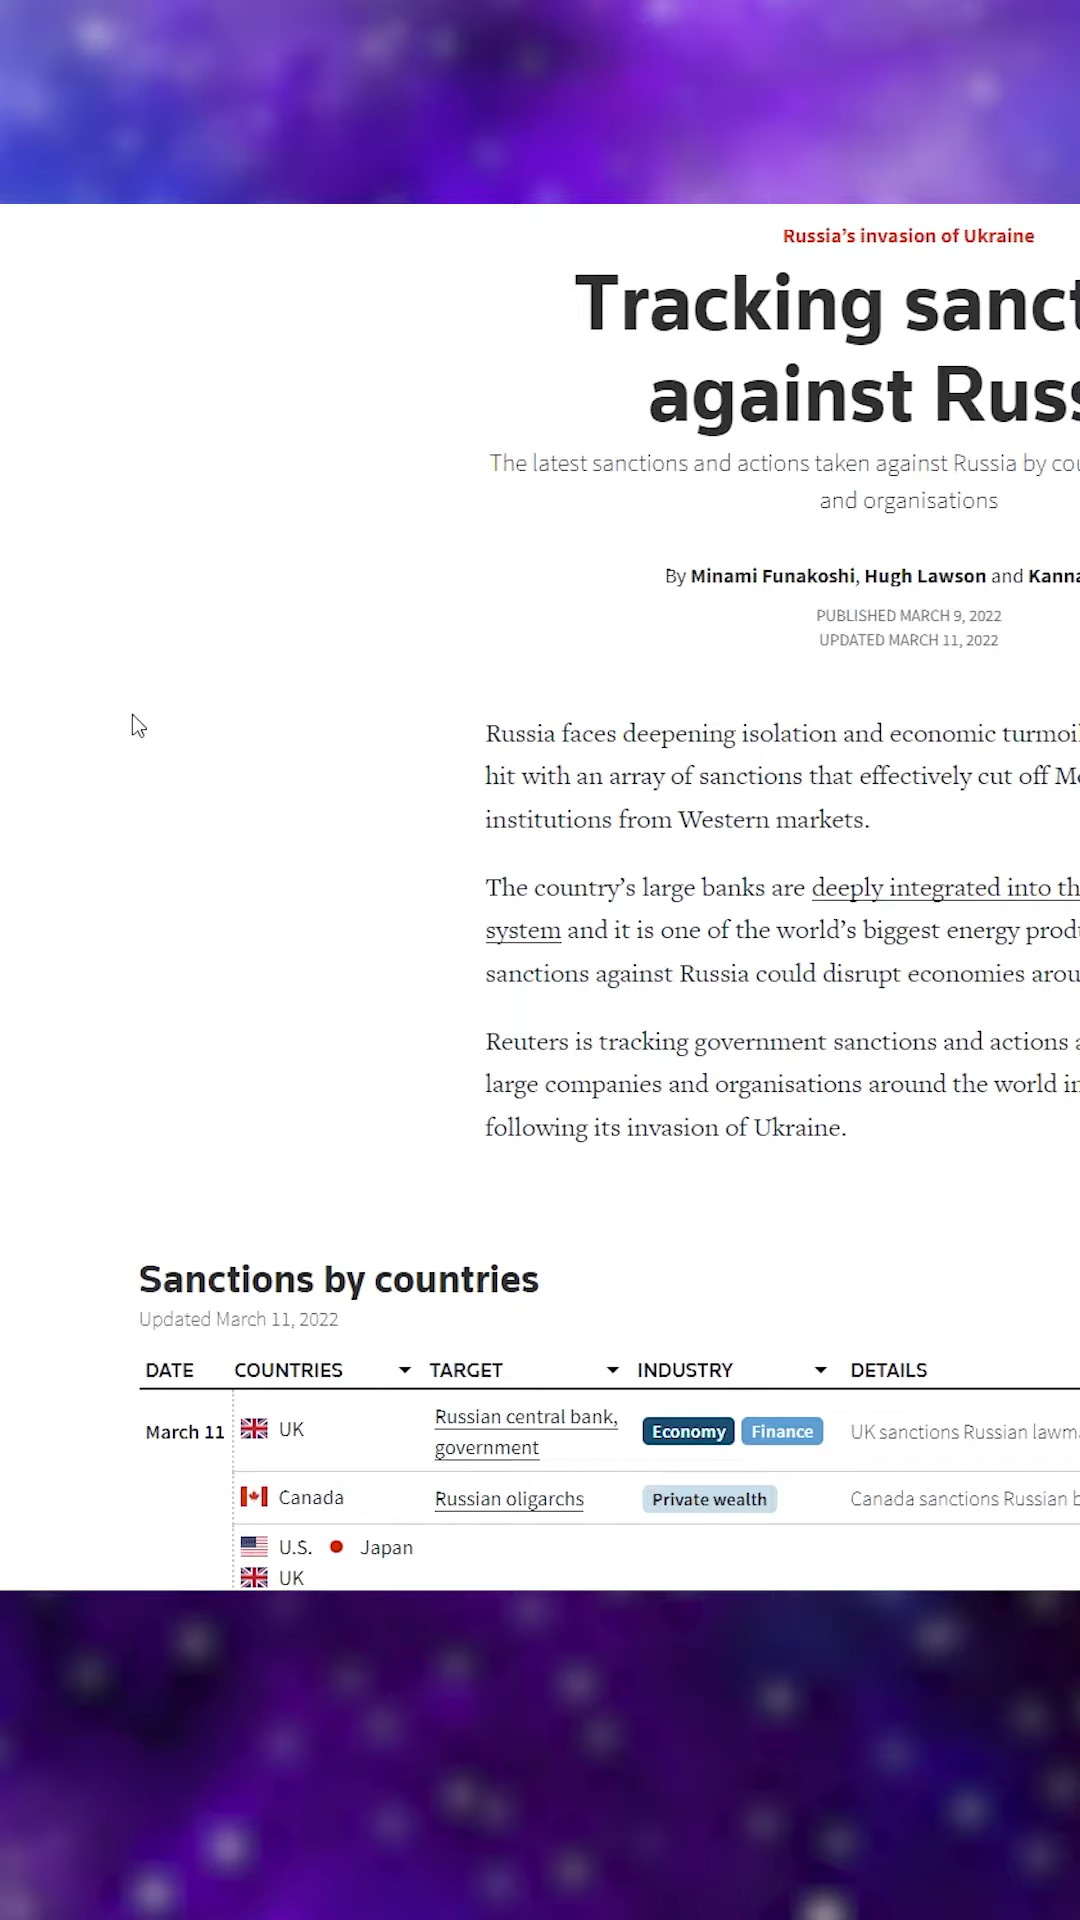 Russia’s invasion of Ukraine
Tracking
against
The latest sanctions and actions taken against Russia by
and organisations
By Minami Funakoshi, Hugh Lawson and
PUBLISHED MARCH 9, 2022
UPDATED MARCH 11, 2022
Russia faces deepening isolation and economic turmoil
hit with an array of sanctions that effectively cut off
institutions from Western markets.
The country’s large banks are deeply integrated into
system and it is one of the world’s biggest energy
sanctions against Russia could disrupt economies
Reuters is tracking government sanctions and actions
large companies and organisations around the world
following its invasion of Ukraine.
Sanctions by countries
Updated March 11, 2022
DATE COUNTRIES TARGET INDUSTRY DETAILS
March 11 UK Russian central bank, government Economy Finance UK sanctions Russian
Canada Russian oligarchs Private wealth Canada sanctions Russian
U.S. Japan
UK